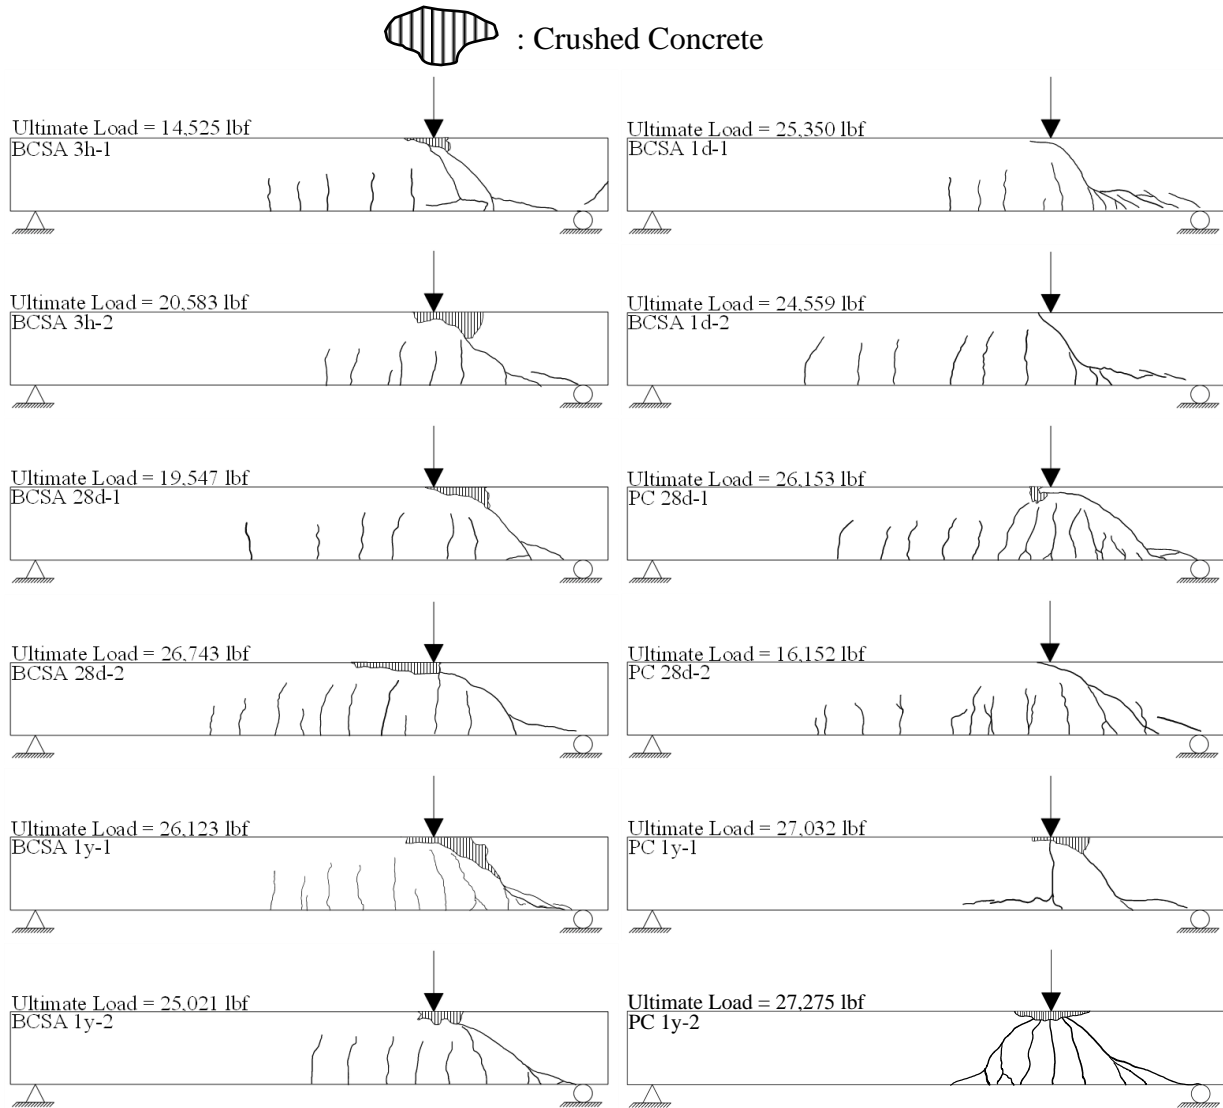 : Crushed Concrete
Ultimate Load = 14,525 lbf
BCSA 3h-1
Ultimate Load = 25,350 lbf
BCSA 1d-1
Ultimate Load = 20,583 lbf
BCSA 3h-2
Ultimate Load = 24,559 lbf
BCSA 1d-2
Ultimate Load = 19,547 lbf
BCSA 28d-1
Ultimate Load = 26,153 lbf
PC 28d-1
Ultimate Load = 26,743 lbf
BCSA 28d-2
Ultimate Load = 16,152 lbf
PC 28d-2
Ultimate Load = 26,123 lbf
BCSA 1y-1
Ultimate Load = 27,032 lbf
PC 1y-1
Ultimate Load = 25,021 lbf
BCSA 1y-2
Ultimate Load = 27,275 lbf
PC 1y-2